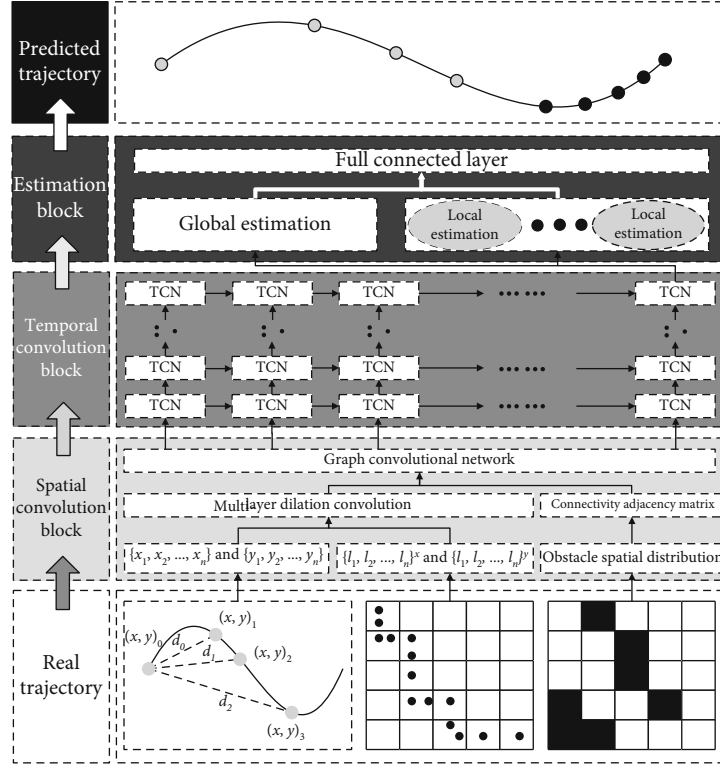 Predicted
trajectory
Estimation
block
Full connected layer
Global estimation
Local
estimation
Local
estimation
Temporal
convolution
block
TCN TCN TCN TCN
TCN TCN TCN TCN
TCN TCN TCN TCN
Spatial
convolution
block
Graph convolutional network
Multilayer dilation convolution
Connectivity adjacency matrix
{x₁, x₂, ..., xₙ} and {y₁, y₂, ..., yₙ}
{l₁, l₂, ..., lₙ}ˣ and {l₁, l₂, ..., lₙ}ʸ
Obstacle spatial distribution
Real
trajectory
(x, y)₁
(x, y)₀
d₀
d₁
(x, y)₂
d₂
(x, y)₃